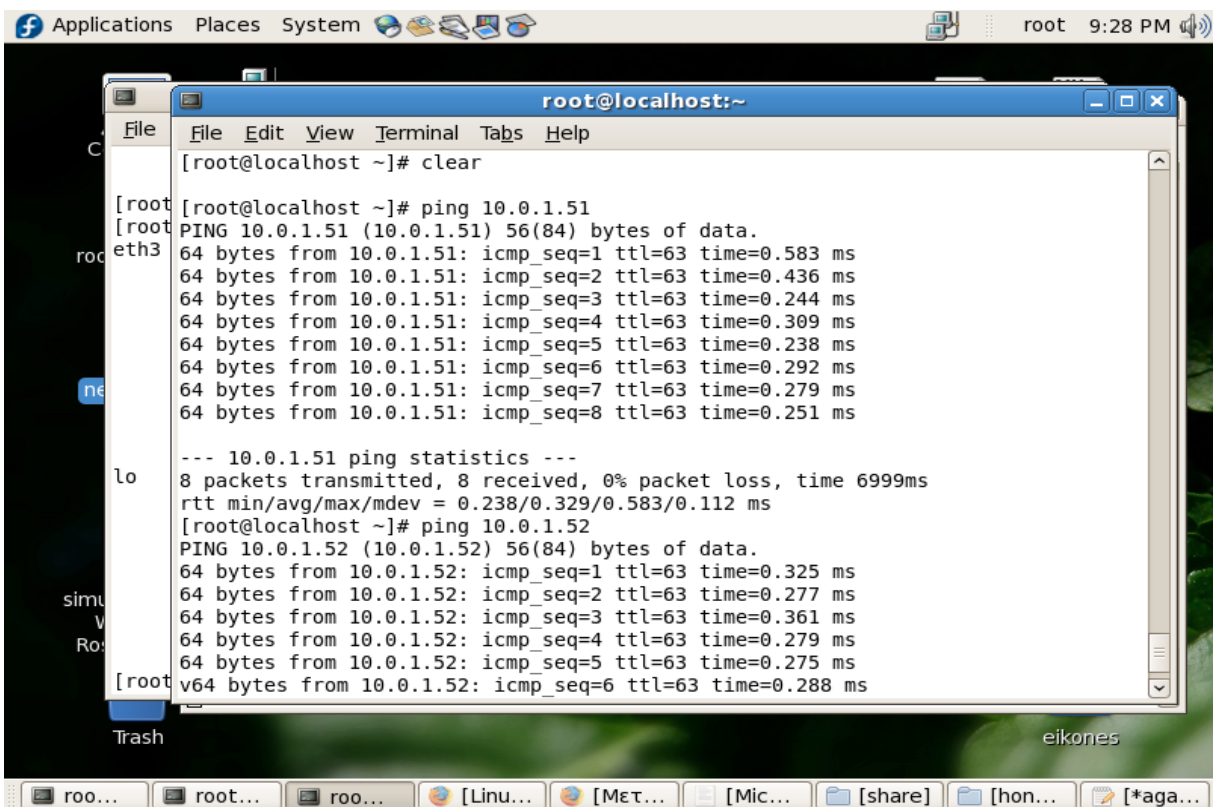 Applications Places System root 9:28 PM
root@localhost:~
File
File Edit View Terminal Tabs Help
[root@localhost ~]# clear
[root
[root
eth3
lo
[root
[root@localhost ~]# ping 10.0.1.51
PING 10.0.1.51 (10.0.1.51) 56(84) bytes of data.
64 bytes from 10.0.1.51: icmp_seq=1 ttl=63 time=0.583 ms
64 bytes from 10.0.1.51: icmp_seq=2 ttl=63 time=0.436 ms
64 bytes from 10.0.1.51: icmp_seq=3 ttl=63 time=0.244 ms
64 bytes from 10.0.1.51: icmp_seq=4 ttl=63 time=0.309 ms
64 bytes from 10.0.1.51: icmp_seq=5 ttl=63 time=0.238 ms
64 bytes from 10.0.1.51: icmp_seq=6 ttl=63 time=0.292 ms
64 bytes from 10.0.1.51: icmp_seq=7 ttl=63 time=0.279 ms
64 bytes from 10.0.1.51: icmp_seq=8 ttl=63 time=0.251 ms
--- 10.0.1.51 ping statistics ---
8 packets transmitted, 8 received, 0% packet loss, time 6999ms
rtt min/avg/max/mdev = 0.238/0.329/0.583/0.112 ms
[root@localhost ~]# ping 10.0.1.52
PING 10.0.1.52 (10.0.1.52) 56(84) bytes of data.
64 bytes from 10.0.1.52: icmp_seq=1 ttl=63 time=0.325 ms
64 bytes from 10.0.1.52: icmp_seq=2 ttl=63 time=0.277 ms
64 bytes from 10.0.1.52: icmp_seq=3 ttl=63 time=0.361 ms
64 bytes from 10.0.1.52: icmp_seq=4 ttl=63 time=0.279 ms
64 bytes from 10.0.1.52: icmp_seq=5 ttl=63 time=0.275 ms
v64 bytes from 10.0.1.52: icmp_seq=6 ttl=63 time=0.288 ms
Trash
eikones
roo... root... roo... [Linu... [Μετ... [Mic... [share] [hon... [*aga...